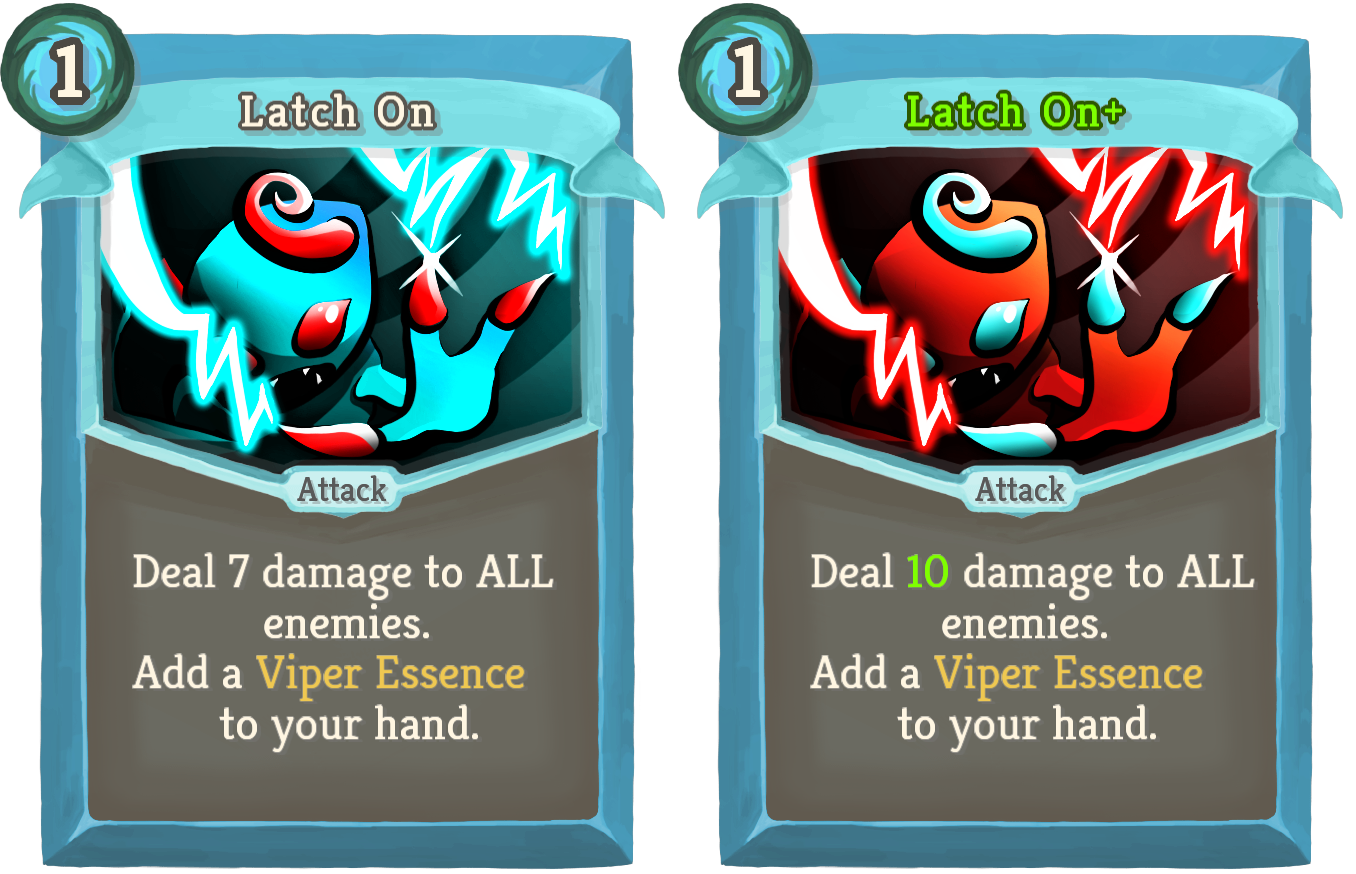 1
Latch On
Attack
Deal 7 damage to ALL
enemies.
Add a Viper Essence
to your hand.
1
Latch On+
Attack
Deal 10 damage to ALL
enemies.
Add a Viper Essence
to your hand.